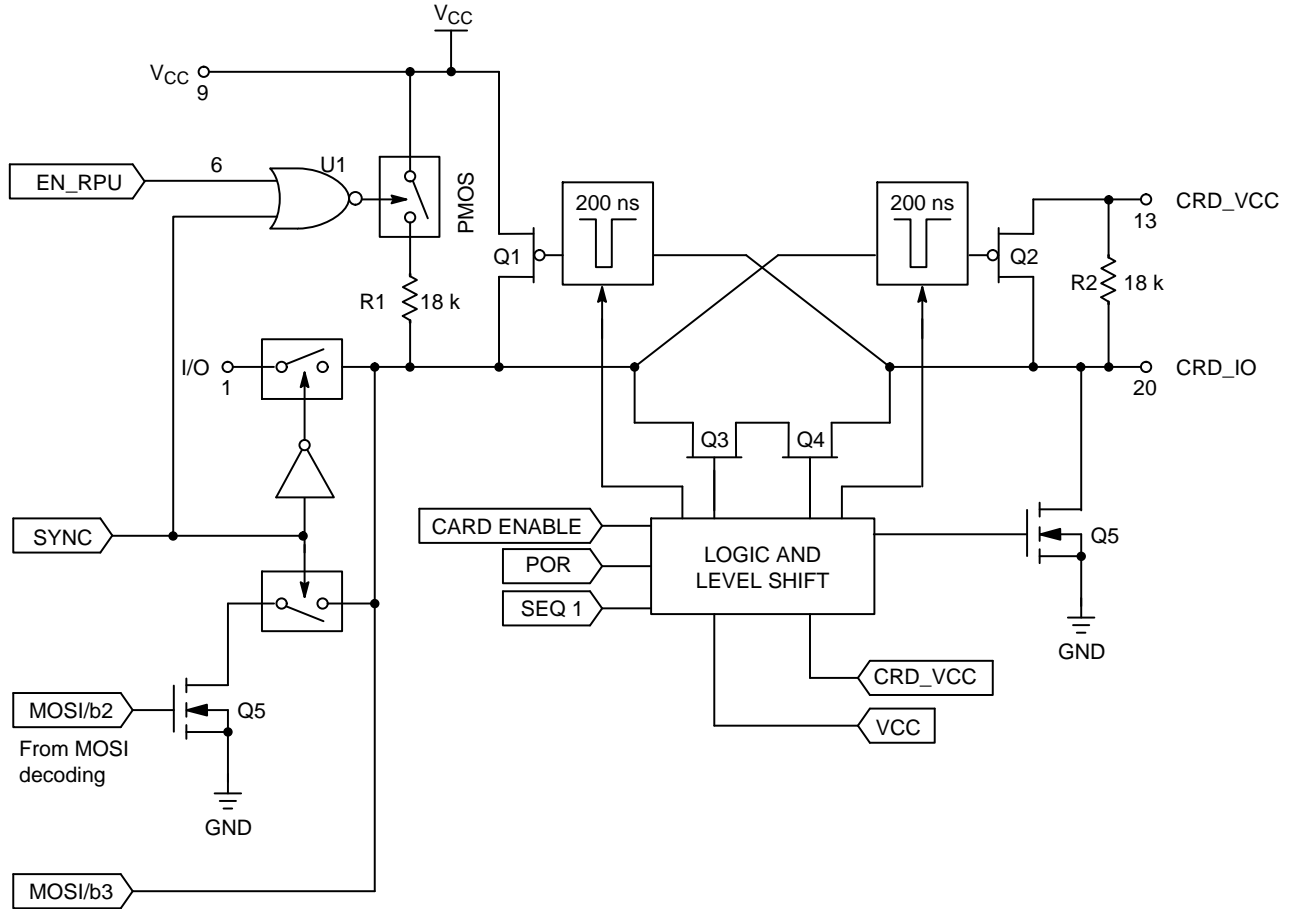 VCC
VCC
9
EN_RPU
6
U1
PMOS
200 ns
200 ns
CRD_VCC
13
Q1
Q2
R1
18 k
R2
18 k
I/O
1
CRD_IO
20
Q3
Q4
SYNC
CARD ENABLE
POR
SEQ 1
LOGIC AND
LEVEL SHIFT
Q5
GND
MOSI/b2
Q5
From MOSI
decoding
GND
CRD_VCC
VCC
MOSI/b3